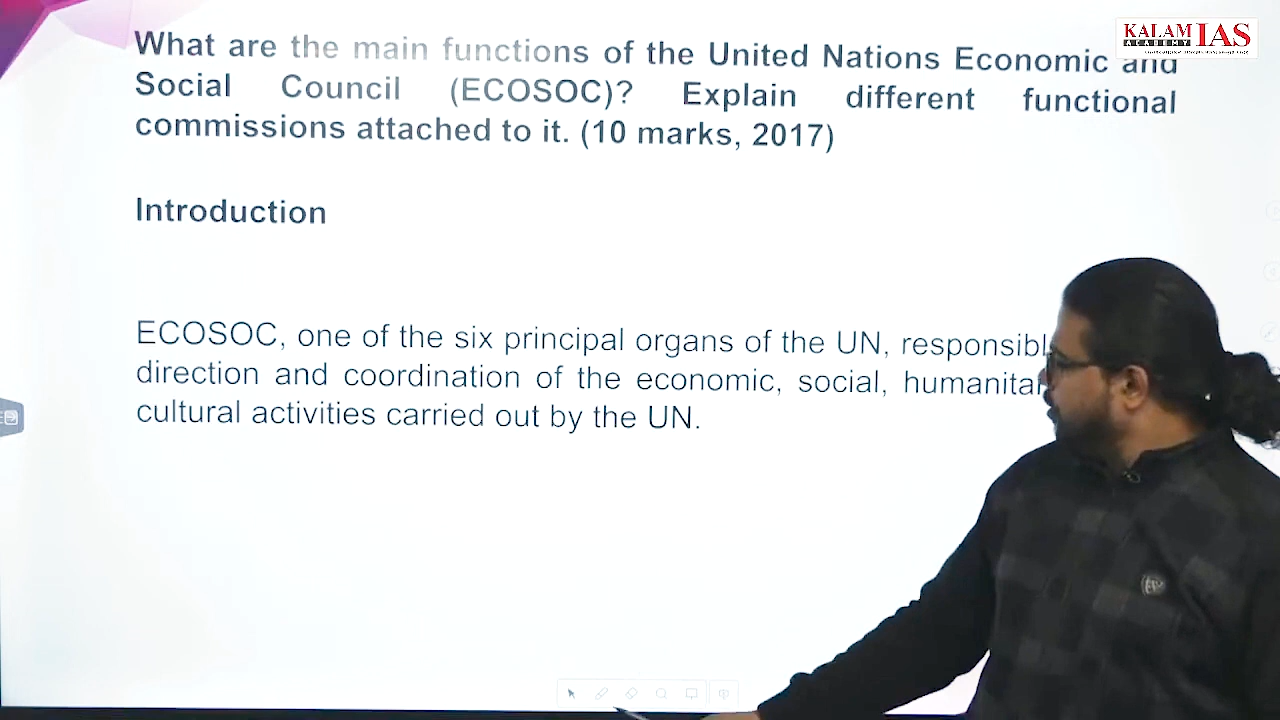 What are the main functions of the United Nations Economic and
Social Council (ECOSOC)? Explain different functional
commissions attached to it. (10 marks, 2017)
Introduction
ECOSOC, one of the six principal organs of the UN,
direction and coordination of the economic, social,
cultural activities carried out by the UN.
KALAM
ACADEMY
IAS